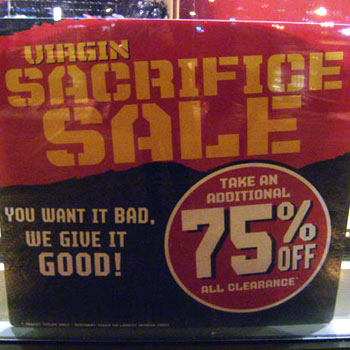 VIRGIN
SACRIFICE
SALE
YOU WANT IT BAD,
WE GIVE IT
GOOD!
TAKE AN
ADDITIONAL
75% OFF
ALL CLEARANCE*